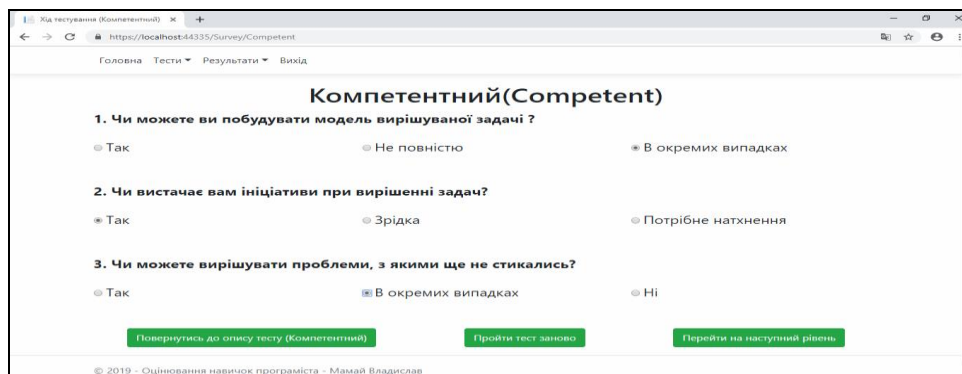 Хід тестування (Компетентний)
https://localhost:44335/Survey/Competent
Головна Тести Результати Вихід
Компетентний(Competent)
1. Чи можете ви побудувати модель вирішуваної задачі ?
Так Не повністю В окремих випадках
2. Чи вистачає вам ініціативи при вирішенні задач?
Так Зрідка Потрібне натхнення
3. Чи можете вирішувати проблеми, з якими ще не стикались?
Так В окремих випадках Ні
Повернутись до опису тесту (Компетентний) Пройти тест заново Перейти на наступний рівень
© 2019 - Оцінювання навичок програміста - Мамай Владислав